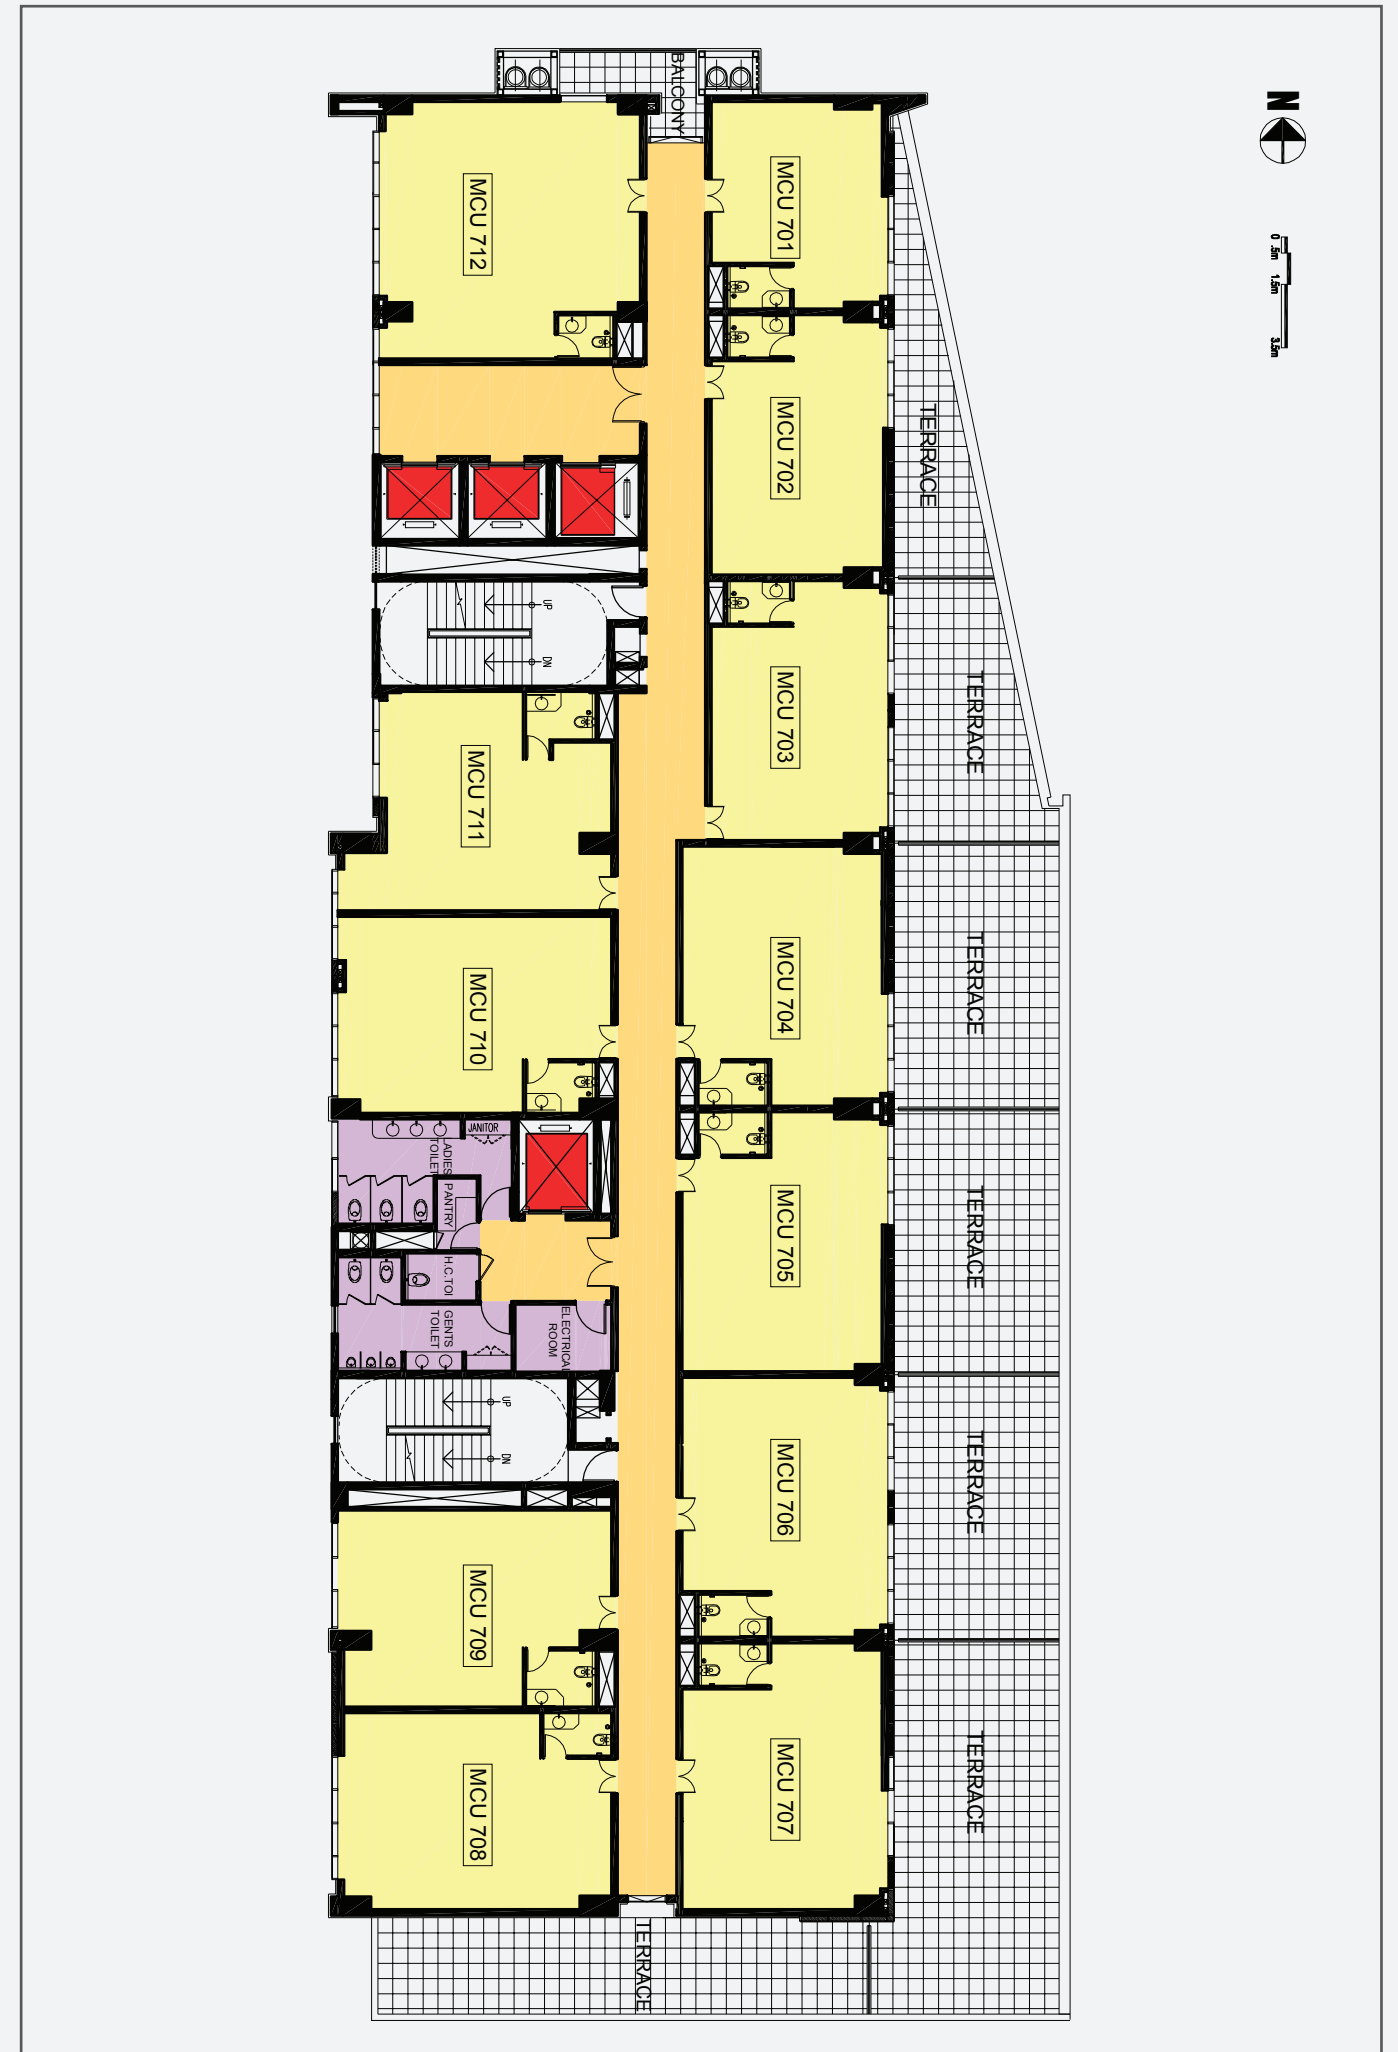 BALCONY
N
0 .5m 1.5m 3.5m
MCU 712
MCU 701
MCU 702
TERRACE
UP
DN
MCU 703
TERRACE
MCU 711
MCU 704
TERRACE
MCU 710
JANITOR
LADIES
TOILET
PANTRY
MCU 705
TERRACE
H.C.TOI
GENTS
TOILET
ELECTRICAL
ROOM
UP
DN
MCU 706
TERRACE
MCU 709
MCU 707
TERRACE
MCU 708
TERRACE